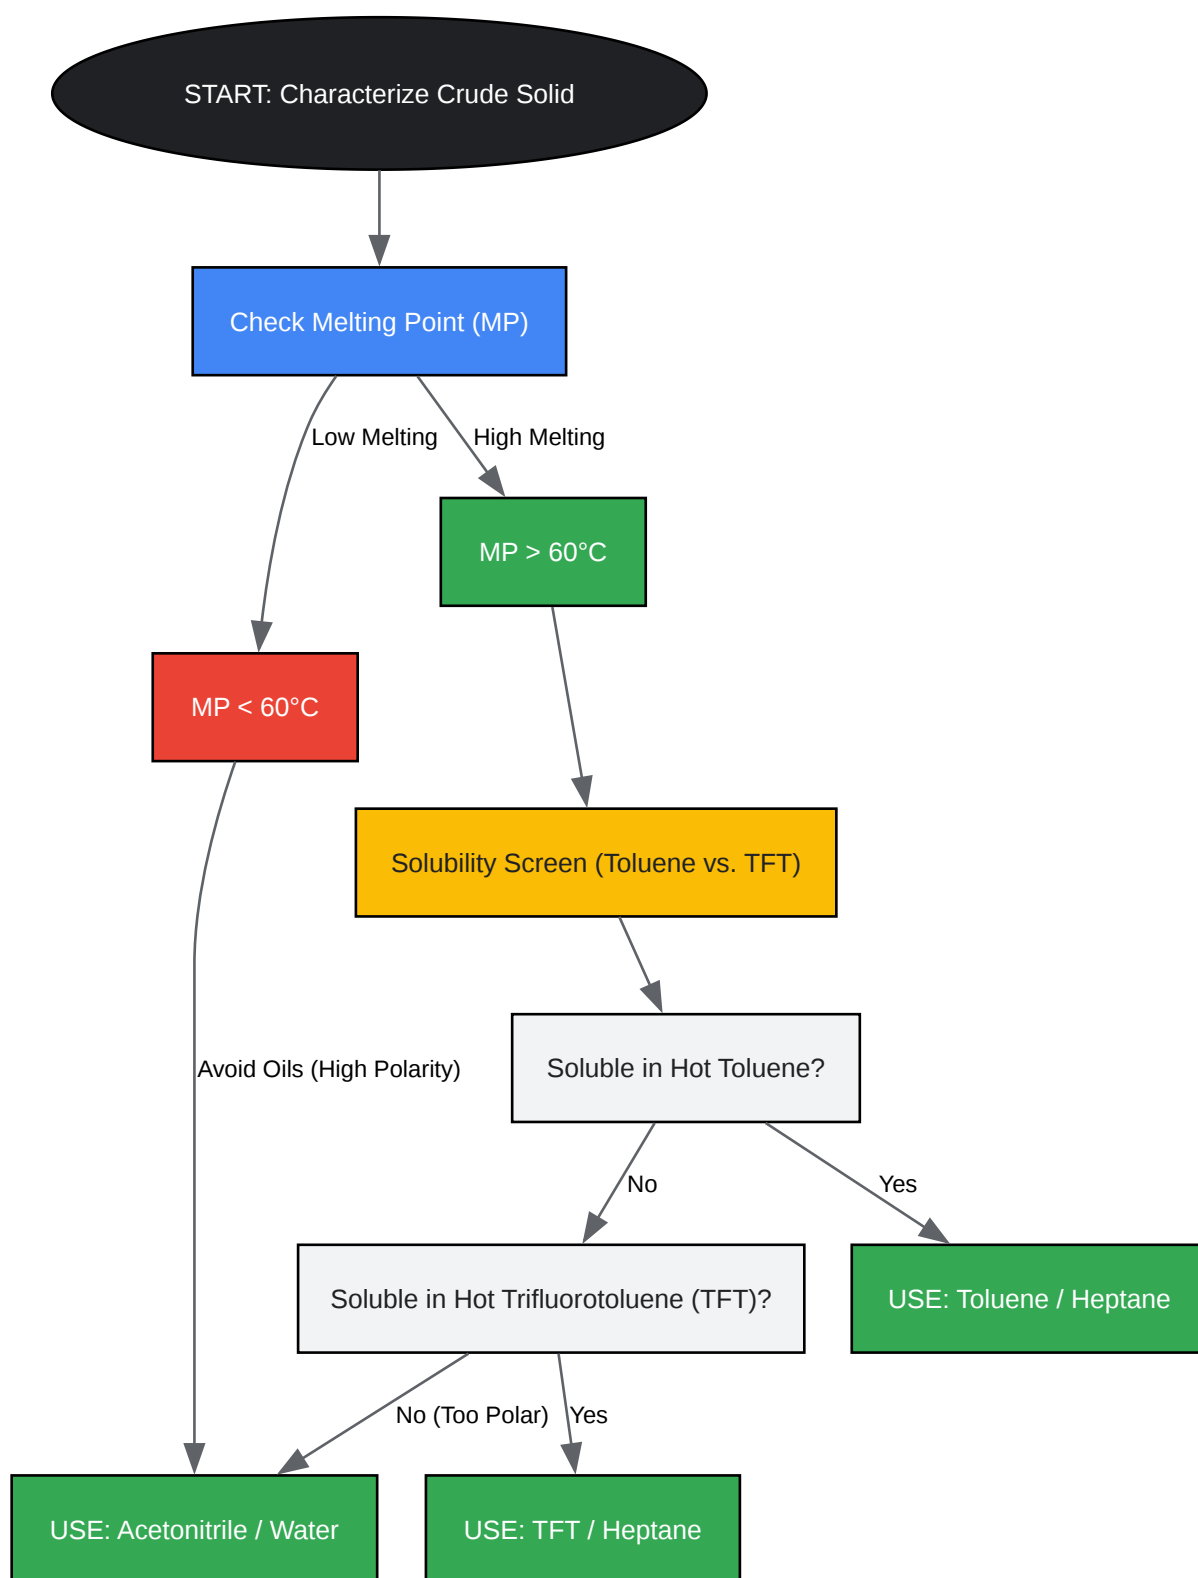 START: Characterize Crude Solid
Check Melting Point (MP)
Low Melting
High Melting
MP > 60°C
MP < 60°C
Solubility Screen (Toluene vs. TFT)
Soluble in Hot Toluene?
Avoid Oils (High Polarity)
No
Yes
Soluble in Hot Trifluorotoluene (TFT)?
USE: Toluene / Heptane
No (Too Polar)
Yes
USE: Acetonitrile / Water
USE: TFT / Heptane